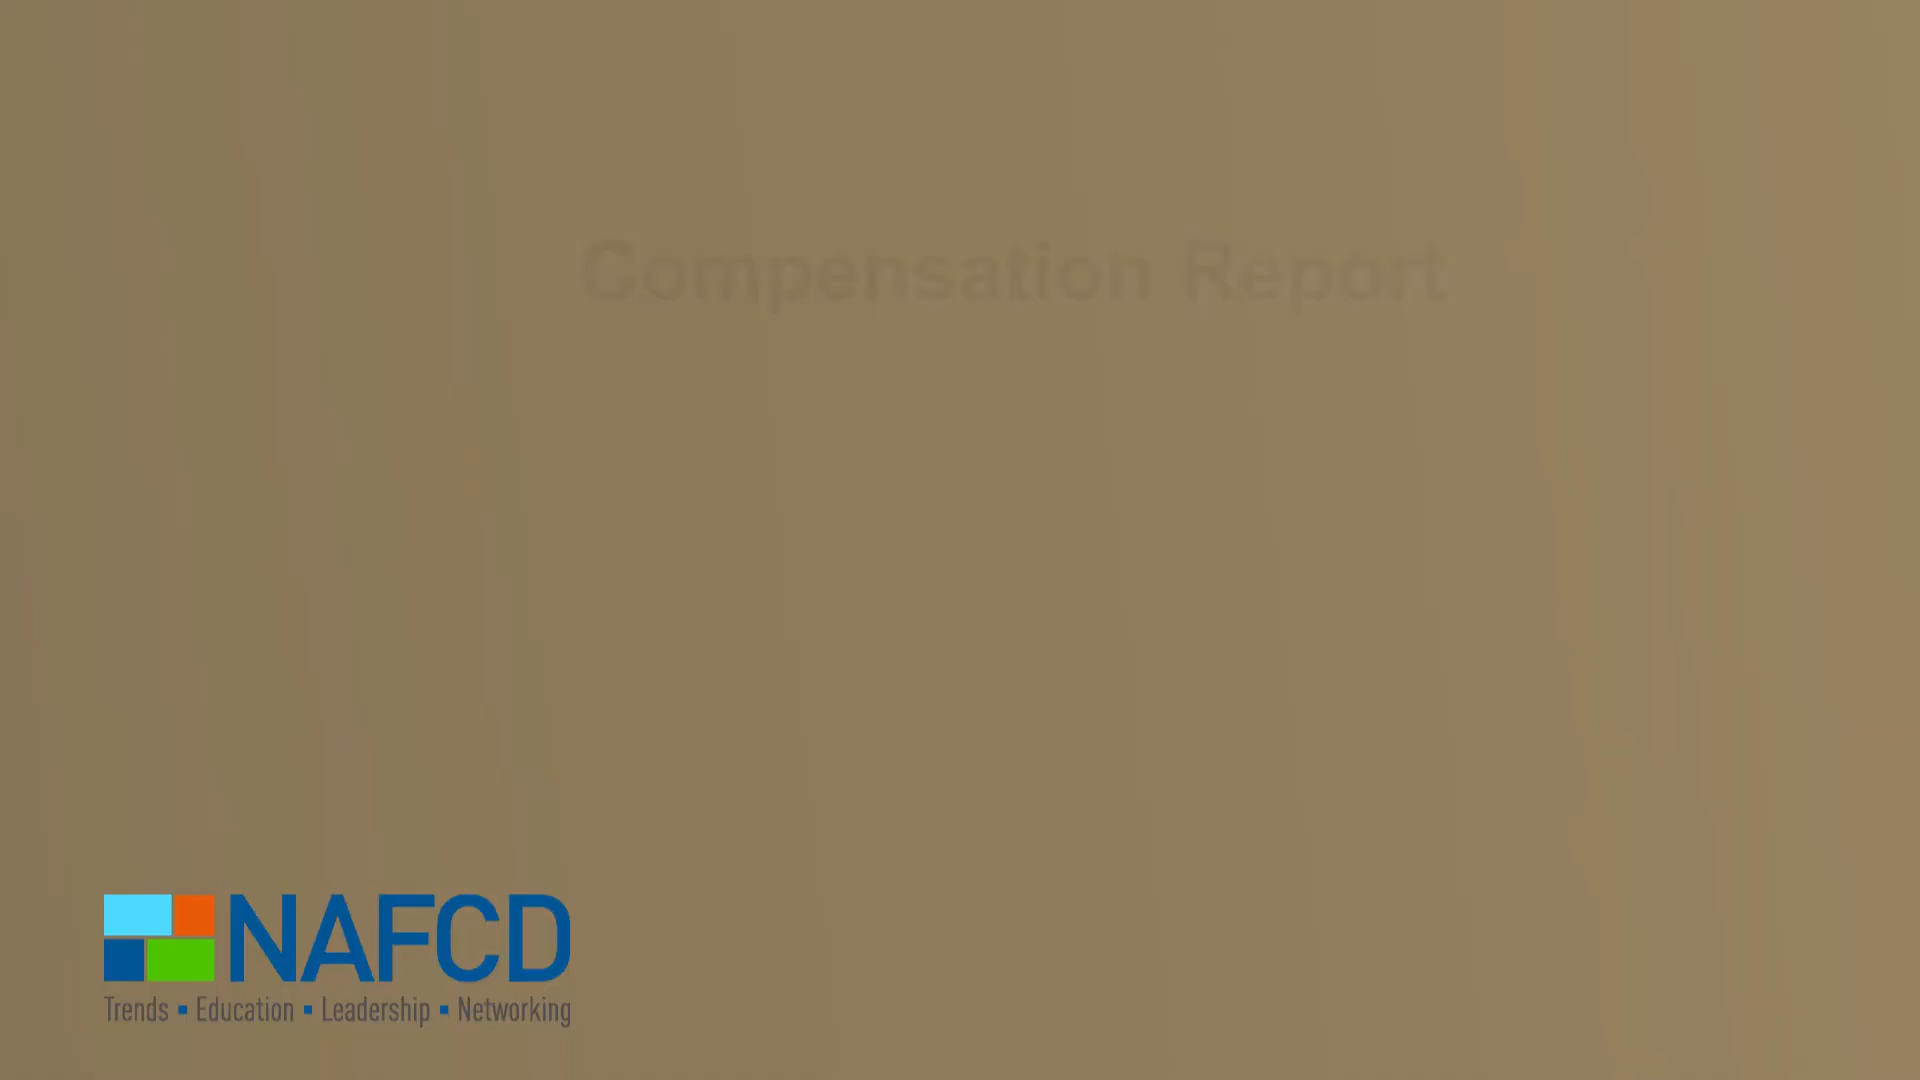 Compensation Report
NAFCD
Trends ▪ Education ▪ Leadership ▪ Networking